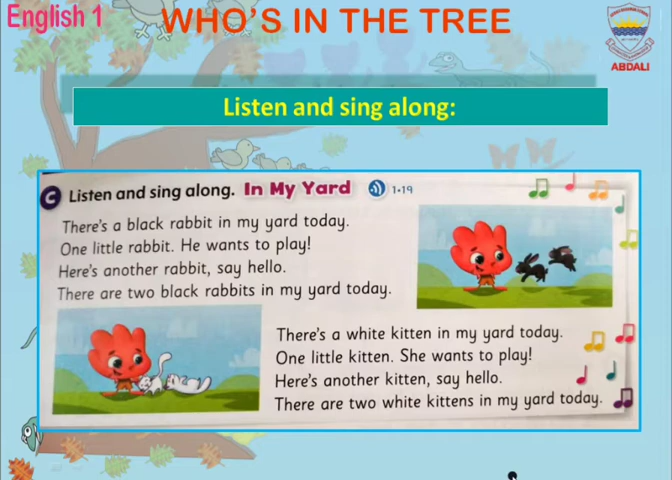 English 1
WHO'S IN THE TREE
ABDALI
Listen and sing along:
C Listen and sing along. In My Yard 1•19
There's a black rabbit in my yard today.
One little rabbit. He wants to play!
Here's another rabbit, say hello.
There are two black rabbits in my yard today.
There's a white kitten in my yard today.
One little kitten. She wants to play!
Here's another kitten, say hello.
There are two white kittens in my yard today.